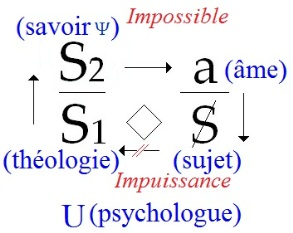 (savoir Ψ) Impossible
S2 a (âme)
S1 $
(théologie) (sujet)
Impuissance
U (psychologue)